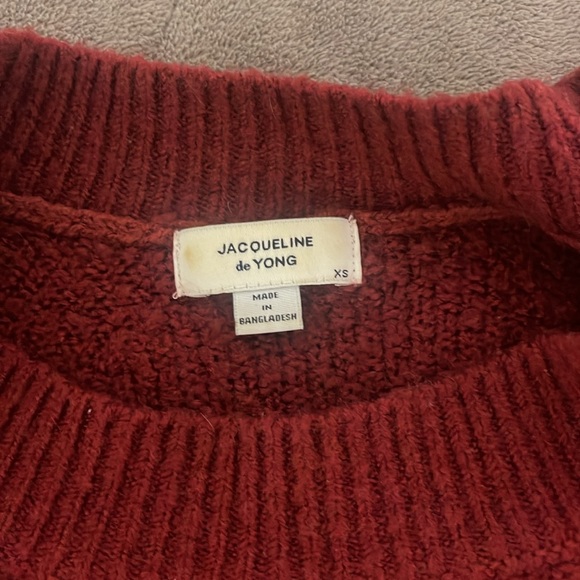 JACQUELINE
de YONG
XS
MADE
IN
BANGLADESH